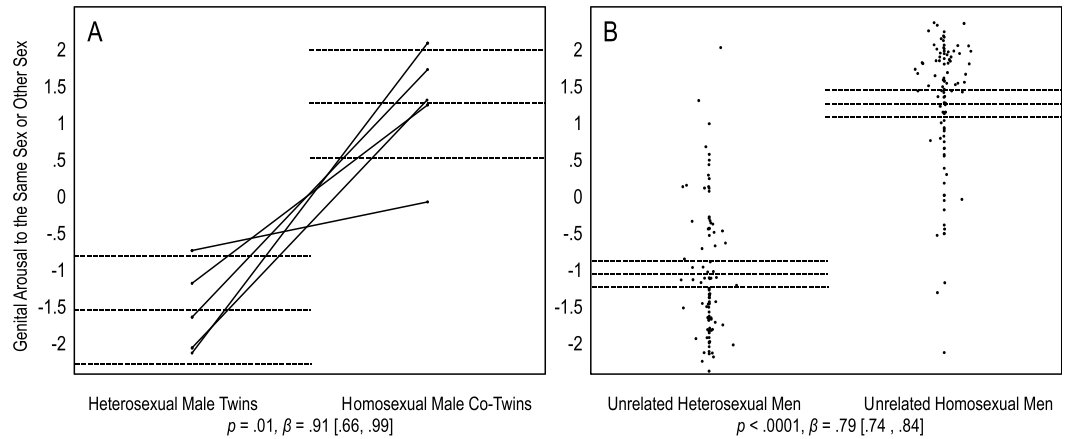 A
B
Genital Arousal to the Same Sex or Other Sex
2
1.5
1
.5
0
-.5
-1
-1.5
-2
2
1.5
1
.5
0
-.5
-1
-1.5
-2
Heterosexual Male Twins
Homosexual Male Co-Twins
p = .01, β = .91 [.66, .99]
Unrelated Heterosexual Men
Unrelated Homosexual Men
p < .0001, β = .79 [.74 , .84]